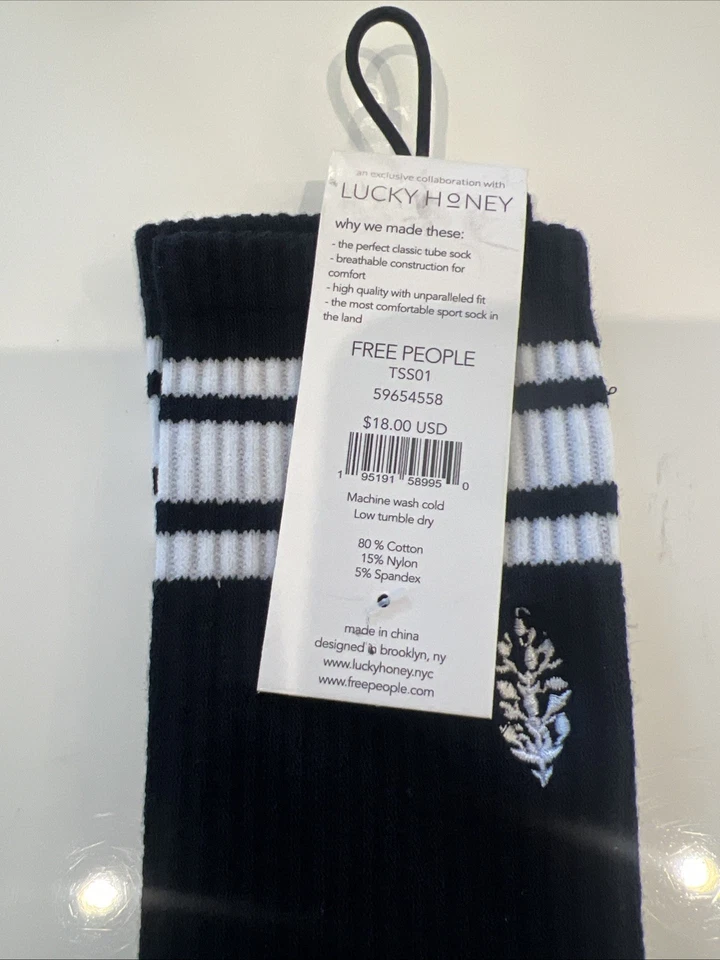 an exclusive collaboration with
LUCKY HONEY
why we made these:
- the perfect classic tube sock
- breathable construction for
comfort
- high quality with unparalleled fit
- the most comfortable sport sock in
the land
FREE PEOPLE
TSS01
59654558
$18.00 USD
1 95191 58995 0
Machine wash cold
Low tumble dry
80 % Cotton
15% Nylon
5% Spandex
made in china
designed in brooklyn, ny
www.luckyhoney.nyc
www.freepeople.com